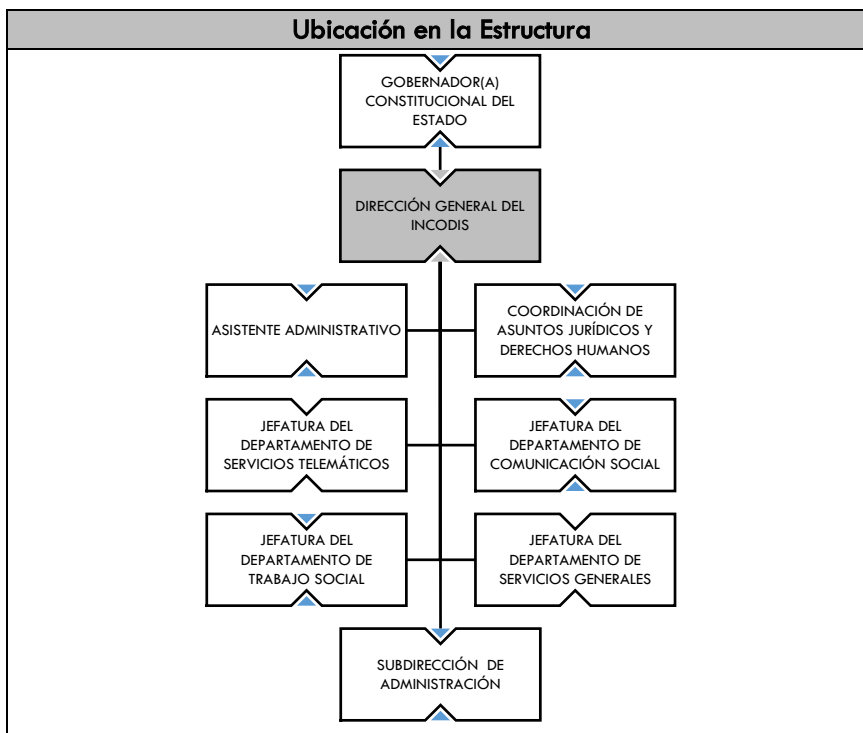 Ubicación en la Estructura
GOBERNADOR(A)
CONSTITUCIONAL DEL
ESTADO
DIRECCIÓN GENERAL DEL
INCODIS
ASISTENTE ADMINISTRATIVO
COORDINACIÓN DE
ASUNTOS JURÍDICOS Y
DERECHOS HUMANOS
JEFATURA DEL
DEPARTAMENTO DE
SERVICIOS TELEMÁTICOS
JEFATURA DEL
DEPARTAMENTO DE
COMUNICACIÓN SOCIAL
JEFATURA DEL
DEPARTAMENTO DE
TRABAJO SOCIAL
JEFATURA DEL
DEPARTAMENTO DE
SERVICIOS GENERALES
SUBDIRECCIÓN DE
ADMINISTRACIÓN